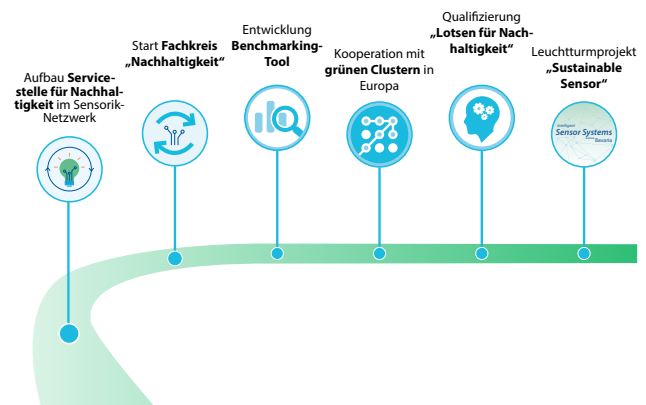 Aufbau Service-
stelle für Nachhal-
tigkeit im Sensorik-
Netzwerk
Start Fachkreis
„Nachhaltigkeit“
Entwicklung
Benchmarking-
Tool
Kooperation mit
grünen Clustern in
Europa
Qualifizierung
„Lotsen für Nach-
haltigkeit“
Leuchtturmprojekt
„Sustainable
Sensor“
Intelligent
Sensor Systems
Bavaria